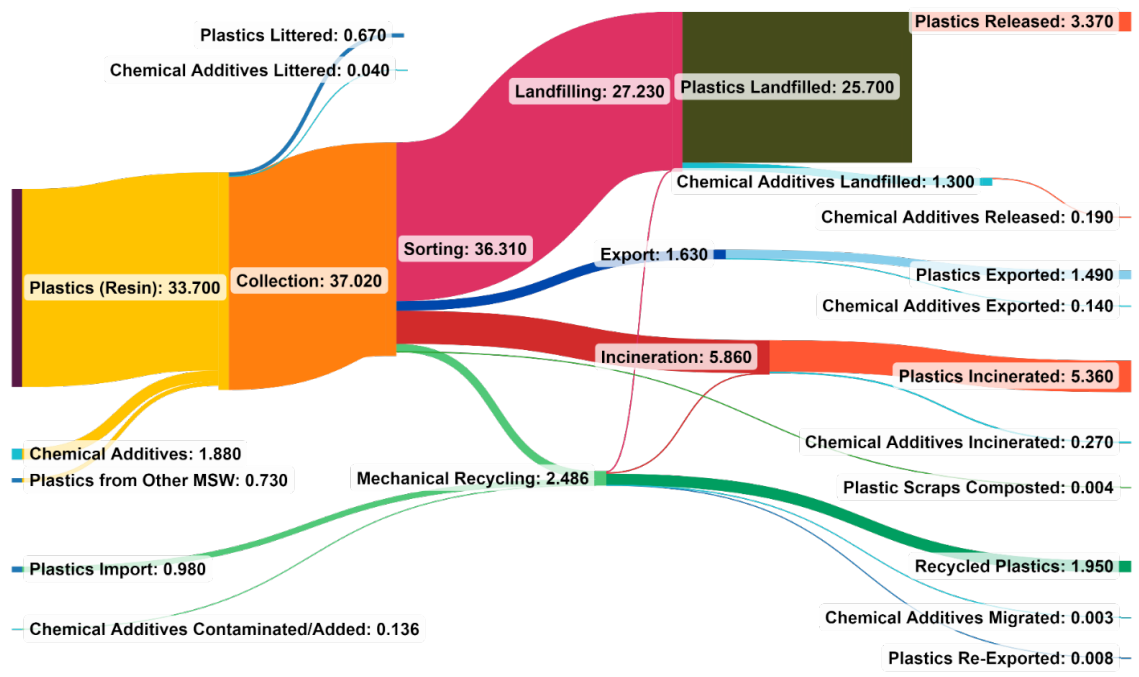 Plastics Released: 3.370
Plastics Littered: 0.670
Chemical Additives Littered: 0.040
Landfilling: 27.230
Plastics Landfilled: 25.700
Chemical Additives Landfilled: 1.300
Chemical Additives Released: 0.190
Sorting: 36.310
Export: 1.630
Plastics Exported: 1.490
Plastics (Resin): 33.700
Collection: 37.020
Chemical Additives Exported: 0.140
Incineration: 5.860
Plastics Incinerated: 5.360
Chemical Additives Incinerated: 0.270
Chemical Additives: 1.880
Plastics from Other MSW: 0.730
Mechanical Recycling: 2.486
Plastic Scraps Composted: 0.004
Plastics Import: 0.980
Recycled Plastics: 1.950
Chemical Additives Contaminated/Added: 0.136
Chemical Additives Migrated: 0.003
Plastics Re-Exported: 0.008